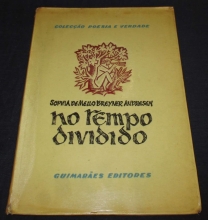 COLECÇÃO POESIA E VERDADE
SOPHIA DE MELLO BREYNER ANDRESEN
no tempo
dividido
GUIMARÃES EDITORES